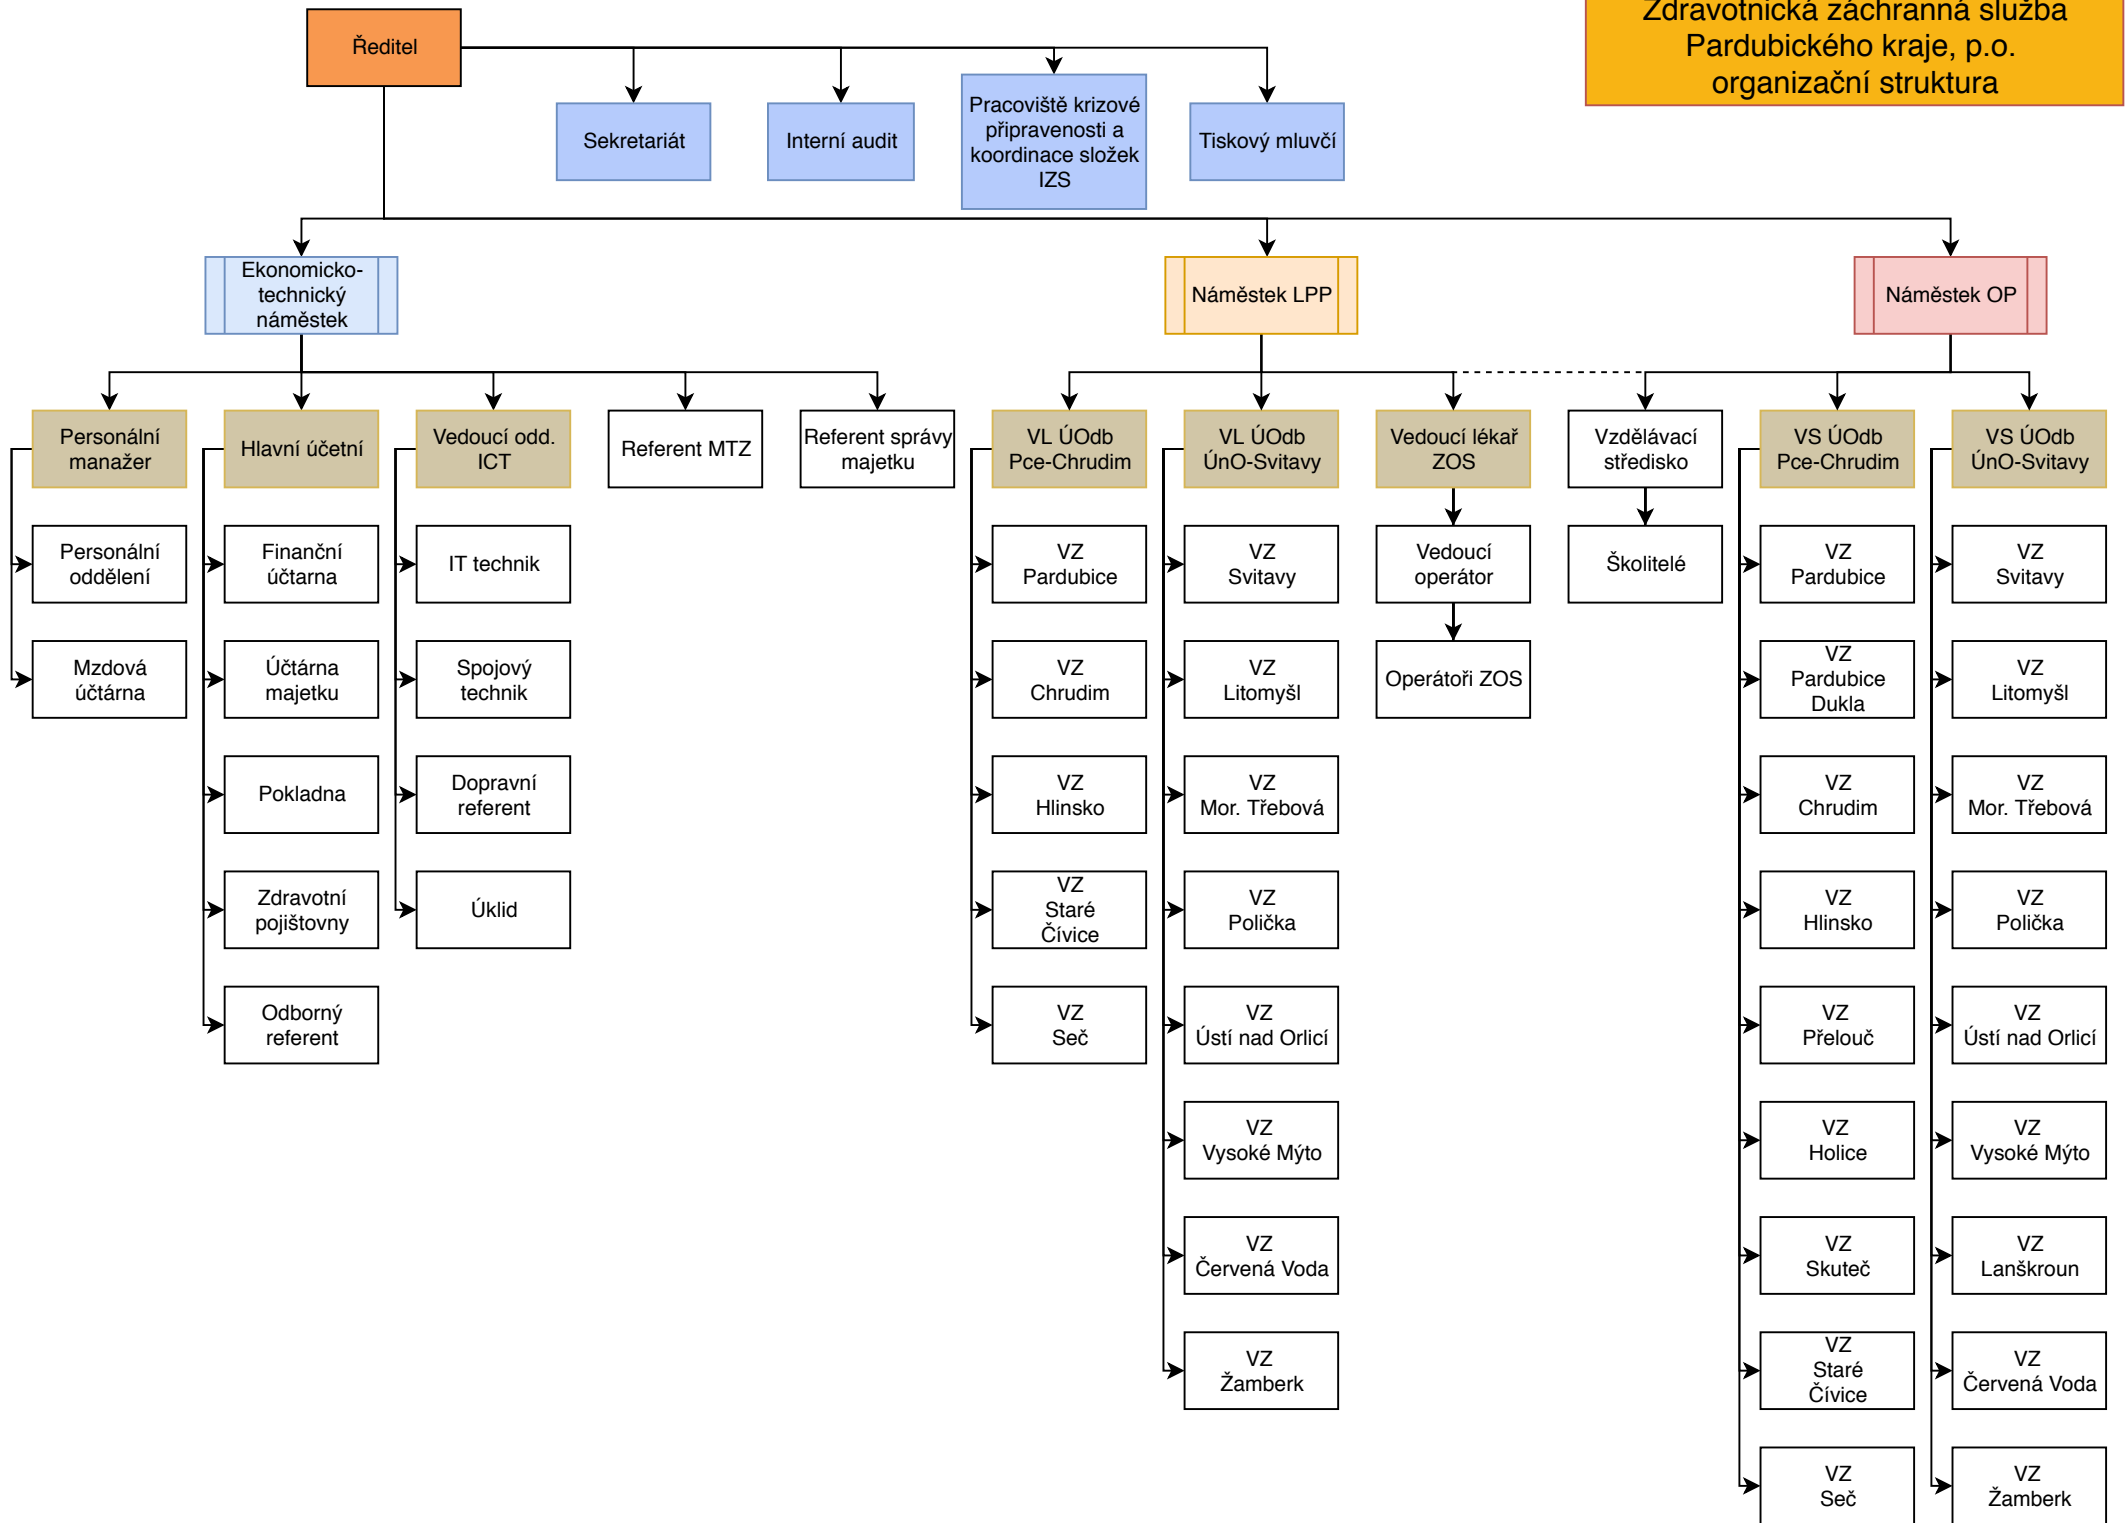 Zdravotnická záchranná služba
Pardubického kraje, p.o.
organizační struktura
Ředitel
Sekretariát
Interní audit
Pracoviště krizové
připravenosti a
koordinace složek
IZS
Tiskový mluvčí
Ekonomicko-
technický
náměstek
Náměstek LPP
Náměstek OP
Personální
manažer
Hlavní účetní
Vedoucí odd.
ICT
Referent MTZ
Referent správy
majetku
VL ÚOdb
Pce-Chrudim
VL ÚOdb
ÚnO-Svitavy
Vedoucí lékař
ZOS
Vzdělávací
středisko
VS ÚOdb
Pce-Chrudim
VS ÚOdb
ÚnO-Svitavy
Personální
oddělení
Mzdová
účtárna
Finanční
účtarna
Účtárna
majetku
Pokladna
Zdravotní
pojištovny
Odborný
referent
IT technik
Spojový
technik
Dopravní
referent
Úklid
VZ
Pardubice
VZ
Chrudim
VZ
Hlinsko
VZ
Staré
Čívice
VZ
Seč
VZ
Svitavy
VZ
Litomyšl
VZ
Mor. Třebová
VZ
Polička
VZ
Ústí nad Orlicí
VZ
Vysoké Mýto
VZ
Červená Voda
VZ
Žamberk
Vedoucí
operátor
Operátoři ZOS
Školitelé
VZ
Pardubice
VZ
Pardubice
Dukla
VZ
Chrudim
VZ
Hlinsko
VZ
Přelouč
VZ
Holice
VZ
Skuteč
VZ
Staré
Čívice
VZ
Seč
VZ
Svitavy
VZ
Litomyšl
VZ
Mor. Třebová
VZ
Polička
VZ
Ústí nad Orlicí
VZ
Vysoké Mýto
VZ
Lanškroun
VZ
Červená Voda
VZ
Žamberk